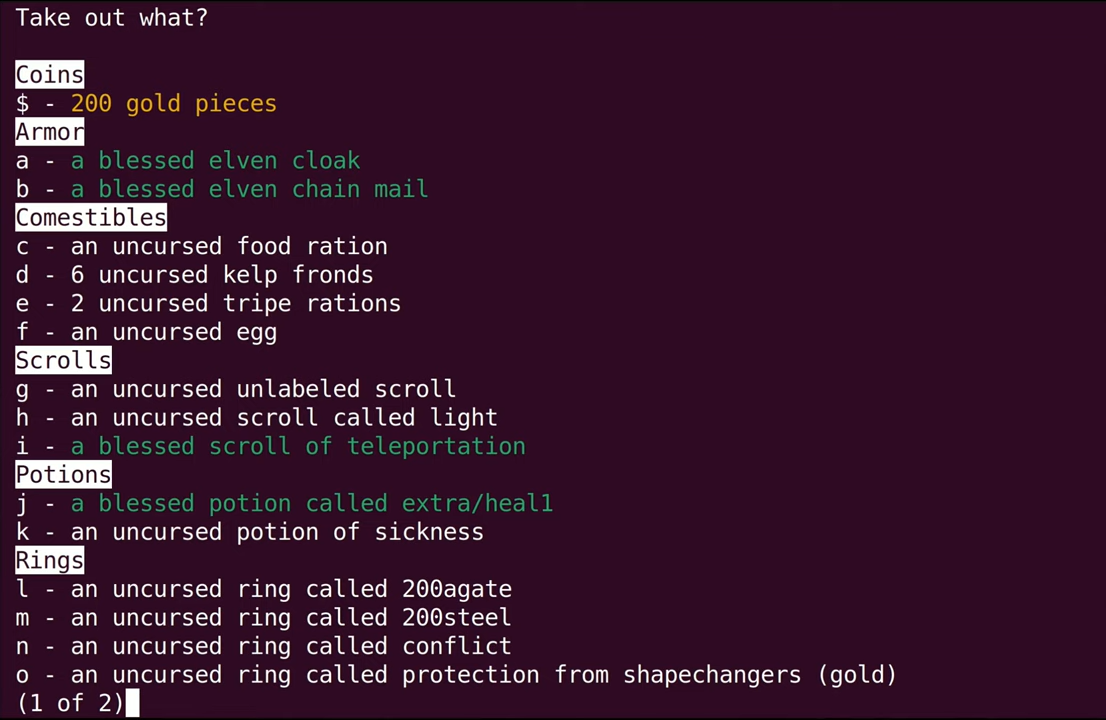 Take out what?
Coins
$ - 200 gold pieces
Armor
a - a blessed elven cloak
b - a blessed elven chain mail
Comestibles
c - an uncursed food ration
d - 6 uncursed kelp fronds
e - 2 uncursed tripe rations
f - an uncursed egg
Scrolls
g - an uncursed unlabeled scroll
h - an uncursed scroll called light
i - a blessed scroll of teleportation
Potions
j - a blessed potion called extra/heal1
k - an uncursed potion of sickness
Rings
l - an uncursed ring called 200agate
m - an uncursed ring called 200steel
n - an uncursed ring called conflict
o - an uncursed ring called protection from shapechangers (gold)
(1 of 2)